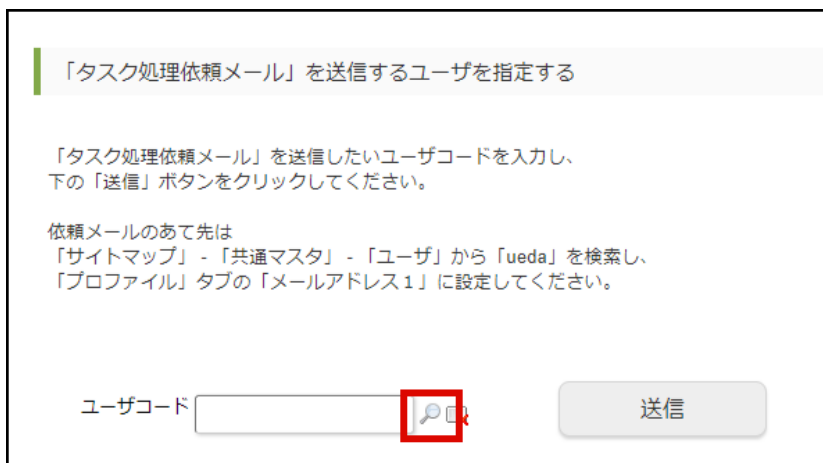 「タスク処理依頼メール」を送信するユーザを指定する
「タスク処理依頼メール」を送信したいユーザコードを入力し、
下の「送信」ボタンをクリックしてください。
依頼メールのあて先は
「サイトマップ」 - 「共通マスタ」 - 「ユーザ」から「ueda」を検索し、
「プロファイル」タブの「メールアドレス１」に設定してください。
ユーザコード 送信